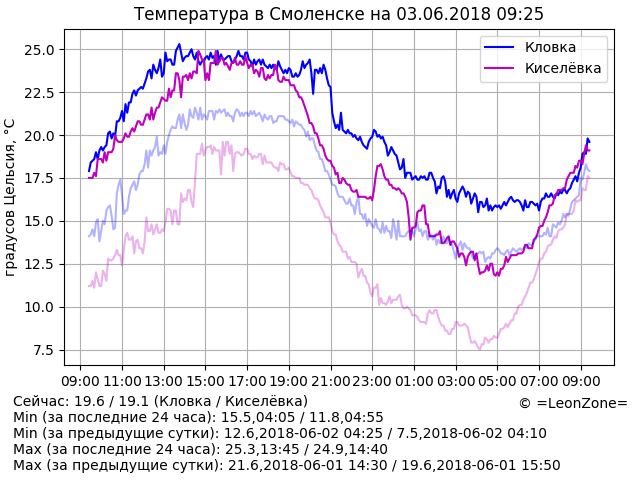 Температура в Смоленске на 03.06.2018 09:25
градусов Цельсия, °C
25.0
22.5
20.0
17.5
15.0
12.5
10.0
7.5
Кловка
Киселёвка
09:00 11:00 13:00 15:00 17:00 19:00 21:00 23:00 01:00 03:00 05:00 07:00 09:00
Сейчас: 19.6 / 19.1 (Кловка / Киселёвка)
© =LeonZone=
Min (за последние 24 часа): 15.5,04:05 / 11.8,04:55
Min (за предыдущие сутки): 12.6,2018-06-02 04:25 / 7.5,2018-06-02 04:10
Max (за последние 24 часа): 25.3,13:45 / 24.9,14:40
Max (за предыдущие сутки): 21.6,2018-06-01 14:30 / 19.6,2018-06-01 15:50